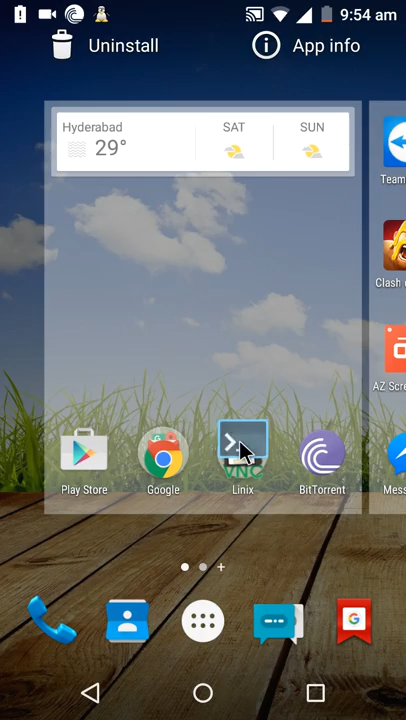 9:54 am
Uninstall
App info
Hyderabad
29°
SAT
SUN
Team
Clash
AZ Scre
VNC
Play Store
Google
Linix
BitTorrent
Mess
G